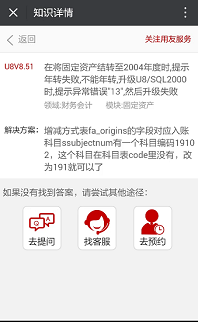 知识详情
返回
关注用友服务
U8V8.51
在将固定资产结转至2004年度时,提
示年转失败,不能年转,升级U8/SQL2000
时,提示异常错误"13",然后升级失败
领域:财务会计 模块:固定资产
解决方案:
增减方式表fa_origins的字段对应入账
科目ssubjectnum有一个科目编码19102
，这个科目在科目表code里没有，改
为191就可以了
如果没有找到答案，请尝试其他途径：
去提问
找客服
去预约